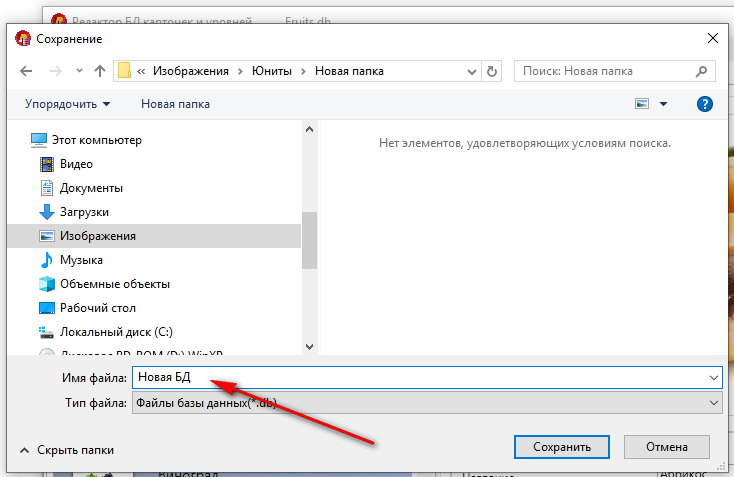 Редактор БД карточек и уровней Fruits.db
Сохранение
« Изображения › Юниты › Новая папка
Поиск: Новая папка
Упорядочить Новая папка
?
Этот компьютер
Видео
Документы
Загрузки
Изображения
Музыка
Объемные объекты
Рабочий стол
Локальный диск (C:)
Нет элементов, удовлетворяющих условиям поиска.
Имя файла: Новая БД
Тип файла: Файлы базы данных(*.db)
Скрыть папки
Сохранить Отмена
Виноград
Название
Абрикос